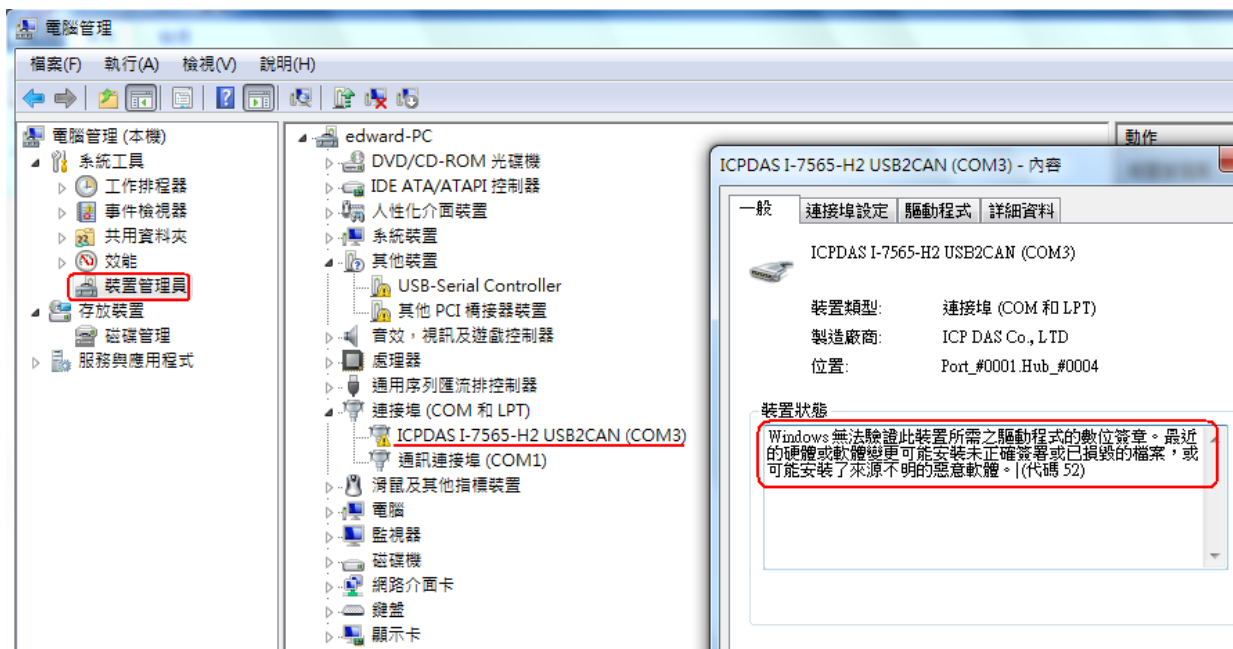 電腦管理
檔案(F) 執行(A) 檢視(V) 說明(H)
電腦管理 (本機)
系統工具
工作排程器
事件檢視器
共用資料夾
效能
裝置管理員
存放裝置
磁碟管理
服務與應用程式
edward-PC
DVD/CD-ROM 光碟機
IDE ATA/ATAPI 控制器
人性化介面裝置
系統裝置
其他裝置
USB-Serial Controller
其他 PCI 橋接器裝置
音效，視訊及遊戲控制器
處理器
通用序列匯流排控制器
連接埠 (COM 和 LPT)
ICPDAS I-7565-H2 USB2CAN (COM3)
通訊連接埠 (COM1)
滑鼠及其他指標裝置
電腦
監視器
磁碟機
網路介面卡
鍵盤
顯示卡
動作
ICPDAS I-7565-H2 USB2CAN (COM3) - 內容
一般 連接埠設定 驅動程式 詳細資料
ICPDAS I-7565-H2 USB2CAN (COM3)
裝置類型: 連接埠 (COM 和 LPT)
製造廠商: ICP DAS Co., LTD
位置: Port_#0001.Hub_#0004
裝置狀態
Windows 無法驗證此裝置所需之驅動程式的數位簽章。最近
的硬體或軟體變更可能安裝未正確簽署或已損毀的檔案，或
可能安裝了來源不明的惡意軟體。 (代碼 52)